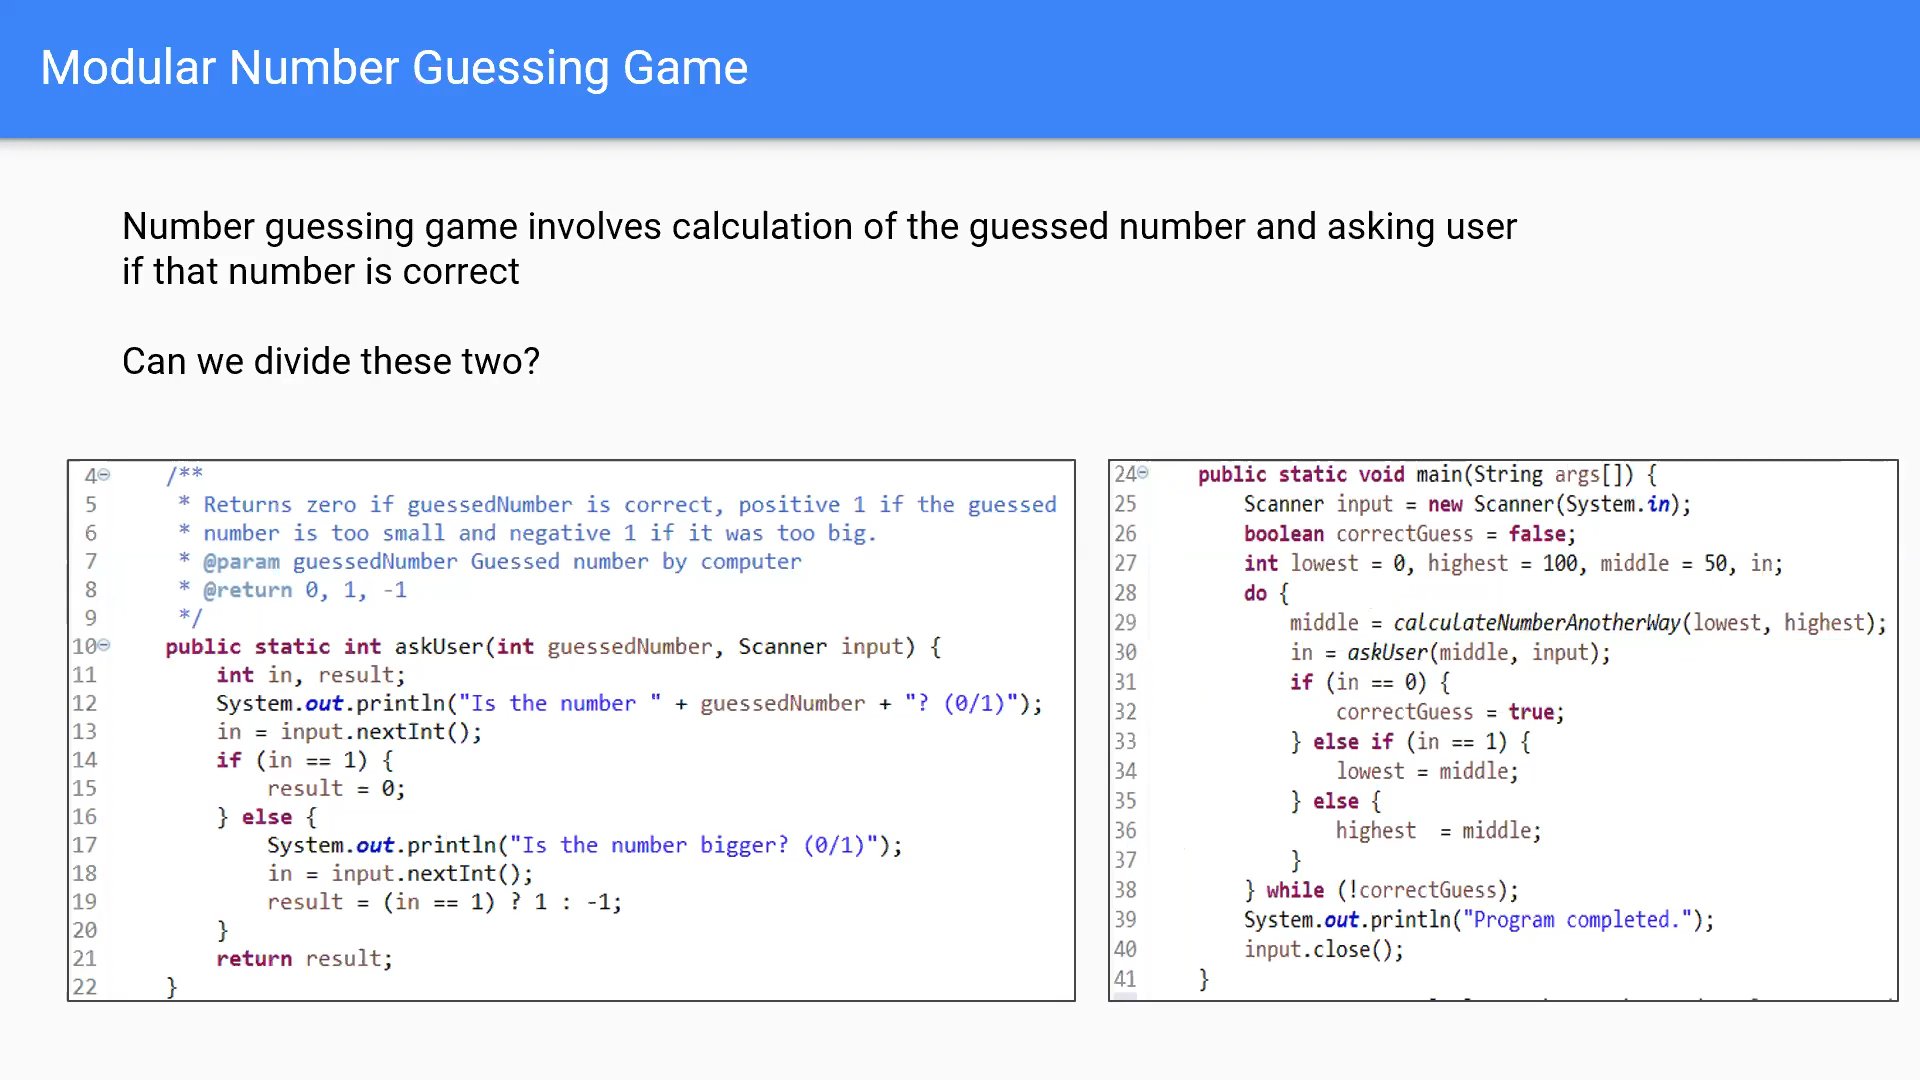 Modular Number Guessing Game
Number guessing game involves calculation of the guessed number and asking user
if that number is correct
Can we divide these two?
4 /**
5 * Returns zero if guessedNumber is correct, positive 1 if the guessed
6 * number is too small and negative 1 if it was too big.
7 * @param guessedNumber Guessed number by computer
8 * @return 0, 1, -1
9 */
10 public static int askUser(int guessedNumber, Scanner input) {
11 int in, result;
12 System.out.println("Is the number " + guessedNumber + "? (0/1)");
13 in = input.nextInt();
14 if (in == 1) {
15 result = 0;
16 } else {
17 System.out.println("Is the number bigger? (0/1)");
18 in = input.nextInt();
19 result = (in == 1) ? 1 : -1;
20 }
21 return result;
22 }
24 public static void main(String args[]) {
25 Scanner input = new Scanner(System.in);
26 boolean correctGuess = false;
27 int lowest = 0, highest = 100, middle = 50, in;
28 do {
29 middle = calculateNumberAnotherWay(lowest, highest);
30 in = askUser(middle, input);
31 if (in == 0) {
32 correctGuess = true;
33 } else if (in == 1) {
34 lowest = middle;
35 } else {
36 highest  = middle;
37 }
38 } while (!correctGuess);
39 System.out.println("Program completed.");
40 input.close();
41 }